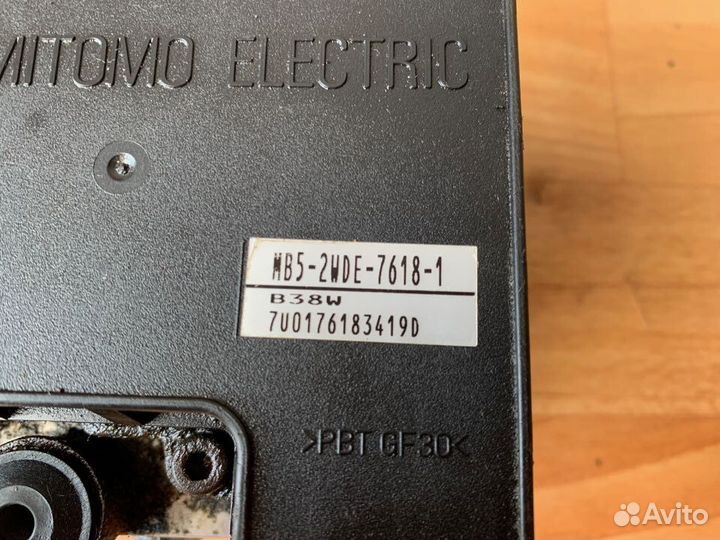 MITOMO ELECTRIC
MB5-2WDE-7618-1
B38W
7U0176183419D
>PBT GF30<
Avito